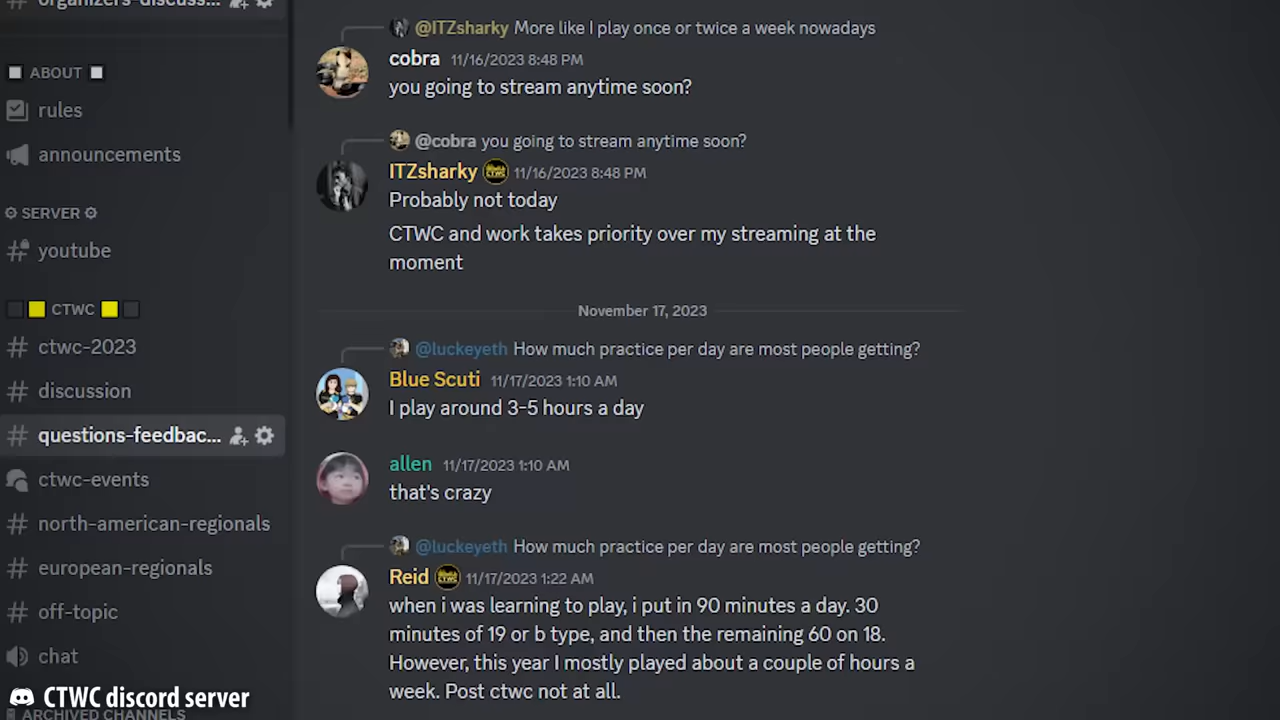 # organizers-discuss...
ABOUT
rules
announcements
SERVER
# youtube
CTWC
# ctwc-2023
# discussion
# questions-feedbac...
ctwc-events
# north-american-regionals
# european-regionals
# off-topic
chat
CTWC discord server
ARCHIVED CHANNELS
@ITZsharky More like I play once or twice a week nowadays
cobra 11/16/2023 8:48 PM
you going to stream anytime soon?
@cobra you going to stream anytime soon?
ITZsharky 11/16/2023 8:48 PM
Probably not today
CTWC and work takes priority over my streaming at the
moment
November 17, 2023
@luckeyeth How much practice per day are most people getting?
Blue Scuti 11/17/2023 1:10 AM
I play around 3-5 hours a day
allen 11/17/2023 1:10 AM
that's crazy
@luckeyeth How much practice per day are most people getting?
Reid 11/17/2023 1:22 AM
when i was learning to play, i put in 90 minutes a day. 30
minutes of 19 or b type, and then the remaining 60 on 18.
However, this year I mostly played about a couple of hours a
week. Post ctwc not at all.